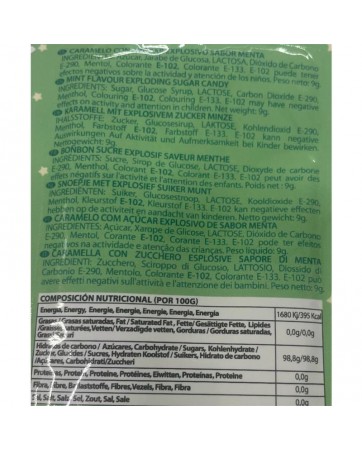 CARAMELO CON EXPLOSIVO SABOR MENTA
INGREDIENTES: Azúcar, Jarabe de Glucosa, LACTOSA, Dióxido de Carbono
E-290, Mentol, Colorante E-102, Colorante E-133. E-102 puede tener
efectos negativos sobre la actividad y atención de los niños. Peso neto: 9g.
MINT FLAVOUR EXPLODING SUGAR CANDY
INGREDIENTS: Sugar, Glucose Syrup, LACTOSE, Carbon Dioxide E-290,
Menthol, Colouring E-102, Colouring E-133. E-102 may have negative
effects on activity and attention in children. Net weight: 9g.
KARAMELL MIT EXPLOSIVEM ZUCKER MINZE
INHALTSSTOFFE: Zucker, Glukosesirup, LAKTOSE, Kohlendioxid E-290,
Menthol, Farbstoff E-102, Farbstoff E-133. E-102 kann negative
Auswirkungen Auf Aktivität und Aufmerksamkeit bei Kindern haben.
Nettogewicht: 9g.
BONBON SUCRE EXPLOSIF SAVEUR MENTHE
INGRÉDIENTS: Sucre, Sirop de Glucose, LACTOSE, Dioxyde de carbone
E-290, Menthol, Colorant E-102, Colorant E-133. E-102 peut avoir des
effets négatifs sur l'activité et l'attention des enfants. Poids net: 9g.
SNOEPJE MET EXPLOSIEF SUIKER MUNT
INGREDIËNTEN: Suiker, Glucosesiroop, LACTOSE, Kooldioxide E-290,
Menthol, Kleurstof E-102, Kleurstof E-133. E-102 kan negatieve effecten
hebben op de activiteit en aandacht van kinderen. Netto gewicht: 9g.
CARAMELO COM AÇÚCAR EXPLOSIVO DE SABOR DE MENTA
INGREDIENTES: Açúcar, Xarope de Glicose, LACTOSE, Dióxido de carbono
E-290, Mentol, Corante E-102, Corante E-133. E-102 pode ter efeitos
negativos na actividade e atenção das crianças. Peso líquido: 9g.
CARAMELLA CON ZUCCHERO ESPLOSIVE SAPORE DI MENTA
INGREDIENTI: Zucchero, Sciroppo di Glucosio, LATTOSIO, Diossido di Carbonio
E-290, Mentolo, Colorante E-102, Colorante E-133. E-102 può
avere effetti negativi sull'attività e l'attenzione dei bambini. Peso netto: 9g.
COMPOSICIÓN NUTRICIONAL (POR 100G)
Energía, Energy, Energie, Energie, Energie, Energia, Energia 1680 Kj/395 Kcal
Grasas / Grasas saturadas, Fat / Saturated Fat, Fette/ Gesättigte Fette, Lipides
/Graisses saturées, Vetten/ Verzadigde vetten, Gorduras / Gorduras saturadas, 0,0g/0,0g
Grassi
Hidratos de carbono / Azúcares, Carbohydrate / Sugars, Kohlenhydrate /
Zucker, Glucides / Sucres, Hydraten Koolstof / Suikers, Hidrato de carbono 98,8g/98,8g
/Açúcares, Carboidrati/Zuccheri
Proteínas, Protein, Proteine, Protéines, Eiwitten, Proteínas, Proteine 0,0g
Fibra, Fibre, Ballaststoffe, Fibres, Vezels, Fibra, Fibra 0,0g
Sal, Salt, Salz, Sel, Zout, Sal, Sale 0,0g